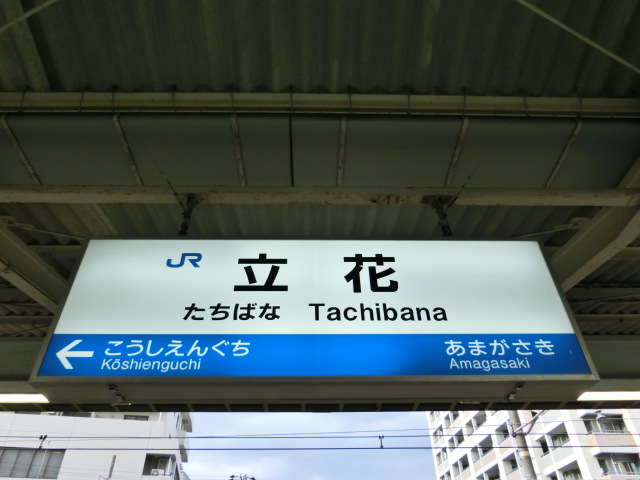 JR 立花
たちばな Tachibana
← こうしえんぐち あまがさき
Kōshienguchi Amagasaki